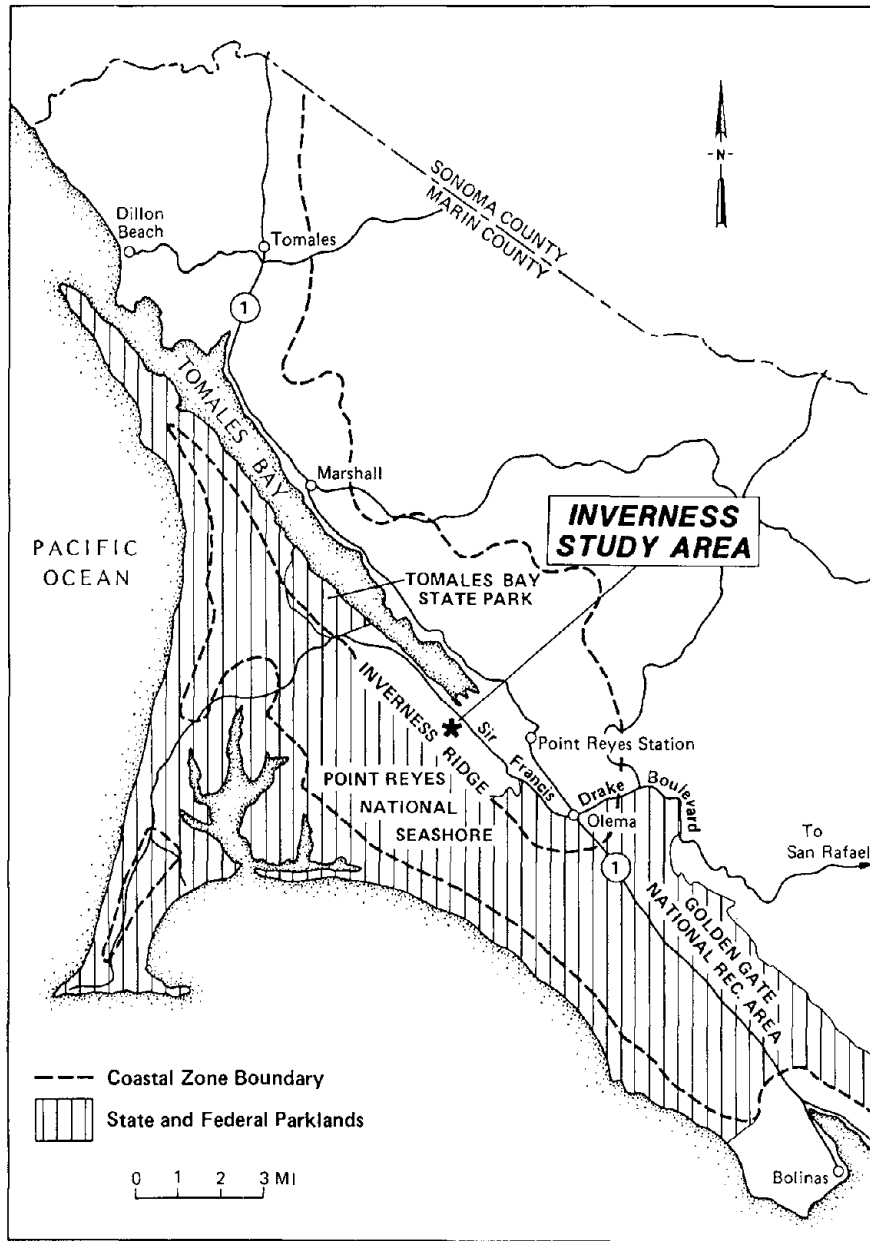 SONOMA COUNTY
MARIN COUNTY
-N-
Dillon
Beach
Tomales
1
TOMALES BAY
Marshall
PACIFIC
OCEAN
INVERNESS
STUDY AREA
TOMALES BAY
STATE PARK
INVERNESS RIDGE
Sir Francis Drake Boulevard
Point Reyes Station
POINT REYES
NATIONAL
SEASHORE
Olema
To
San Rafael
1
GOLDEN GATE
NATIONAL REC. AREA
Coastal Zone Boundary
State and Federal Parklands
0 1 2 3 MI
Bolinas